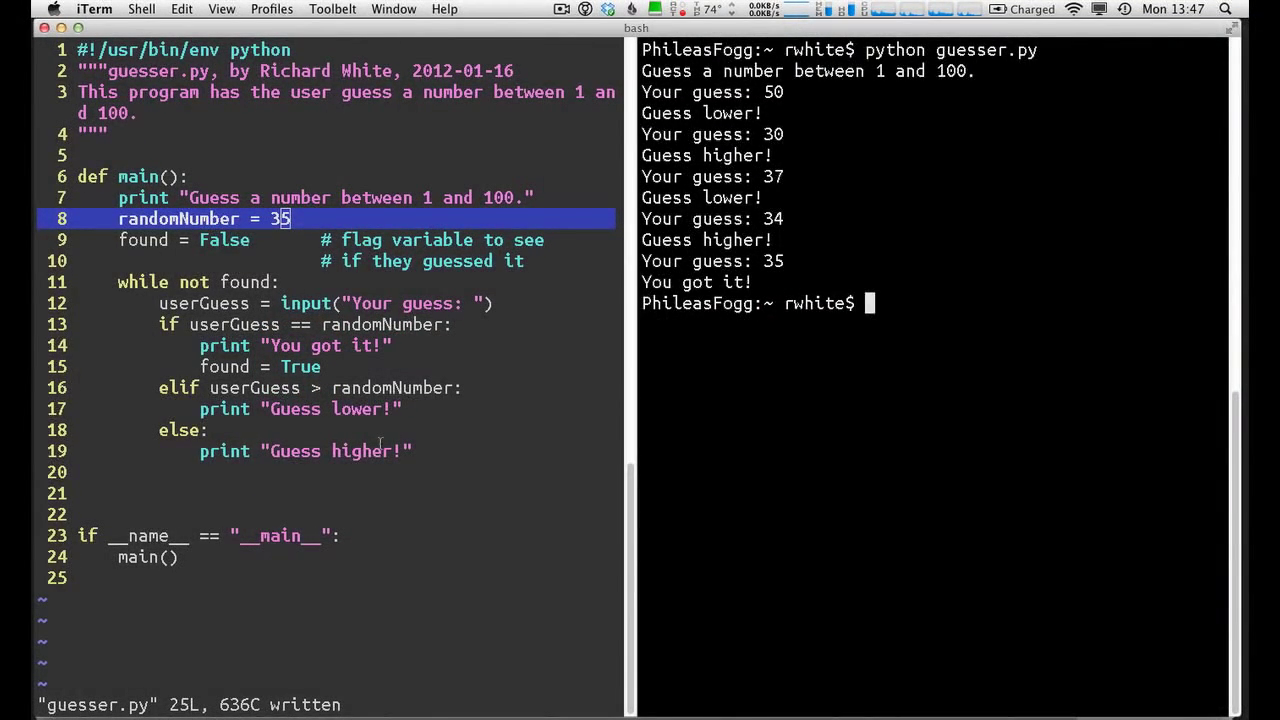 iTerm Shell Edit View Profiles Toolbelt Window Help 74° 0.0KB/s 0.0KB/s Charged Mon 13:47
bash
1 #!/usr/bin/env python
2 """guesser.py, by Richard White, 2012-01-16
3 This program has the user guess a number between 1 an
d 100.
4 """
5
6 def main():
7 print "Guess a number between 1 and 100."
8 randomNumber = 35
9 found = False # flag variable to see
10 # if they guessed it
11 while not found:
12 userGuess = input("Your guess: ")
13 if userGuess == randomNumber:
14 print "You got it!"
15 found = True
16 elif userGuess > randomNumber:
17 print "Guess lower!"
18 else:
19 print "Guess higher!"
20
21
22
23 if __name__ == "__main__":
24 main()
25
~
~
~
~
~
"guesser.py" 25L, 636C written
PhileasFogg:~ rwhite$ python guesser.py
Guess a number between 1 and 100.
Your guess: 50
Guess lower!
Your guess: 30
Guess higher!
Your guess: 37
Guess lower!
Your guess: 34
Guess higher!
Your guess: 35
You got it!
PhileasFogg:~ rwhite$